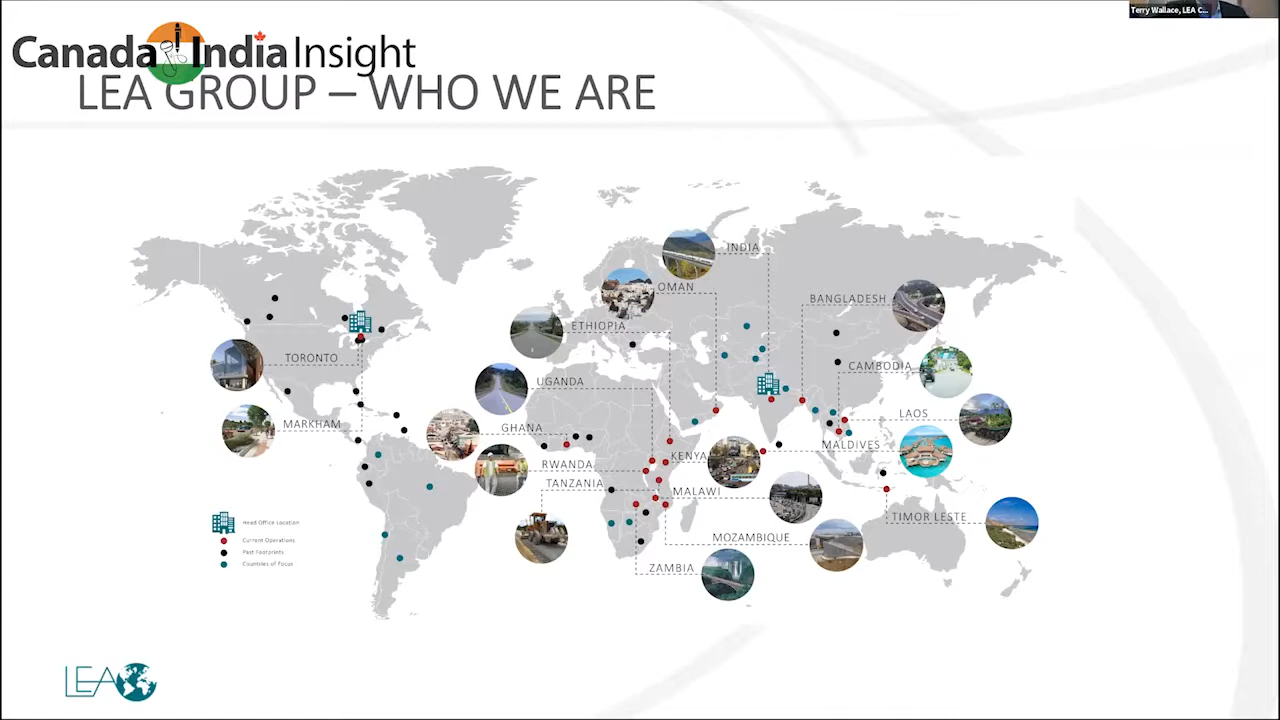 Terry Wallace, LEA C...
Canada India Insight
LEA GROUP – WHO WE ARE
INDIA
OMAN
BANGLADESH
ETHIOPIA
TORONTO
CAMBODIA
UGANDA
LAOS
MARKHAM
GHANA
MALDIVES
KENYA
RWANDA
TANZANIA
MALAWI
TIMOR LESTE
MOZAMBIQUE
ZAMBIA
Head Office Location
Current Operations
Past Footprints
Countries of Focus
LEA